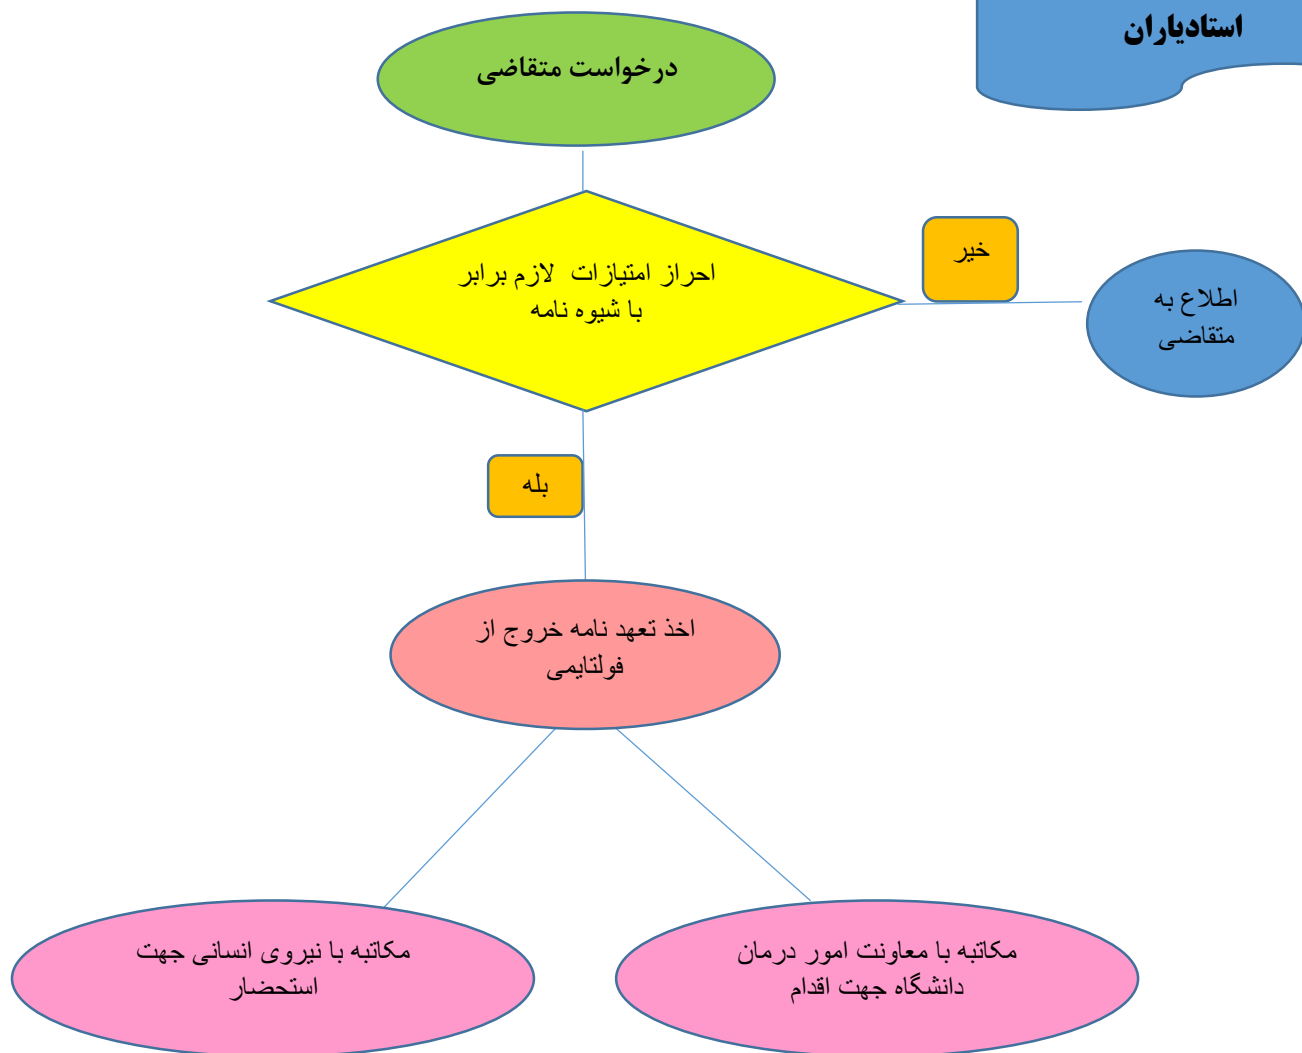 استادیاران
درخواست متقاضی
احراز امتیازات لازم برابر
با شیوه نامه
خیر
اطلاع به
متقاضی
بله
اخذ تعهد نامه خروج از
فولتایمی
مکاتبه با معاونت امور درمان
دانشگاه جهت اقدام
مکاتبه با نیروی انسانی جهت
استحضار